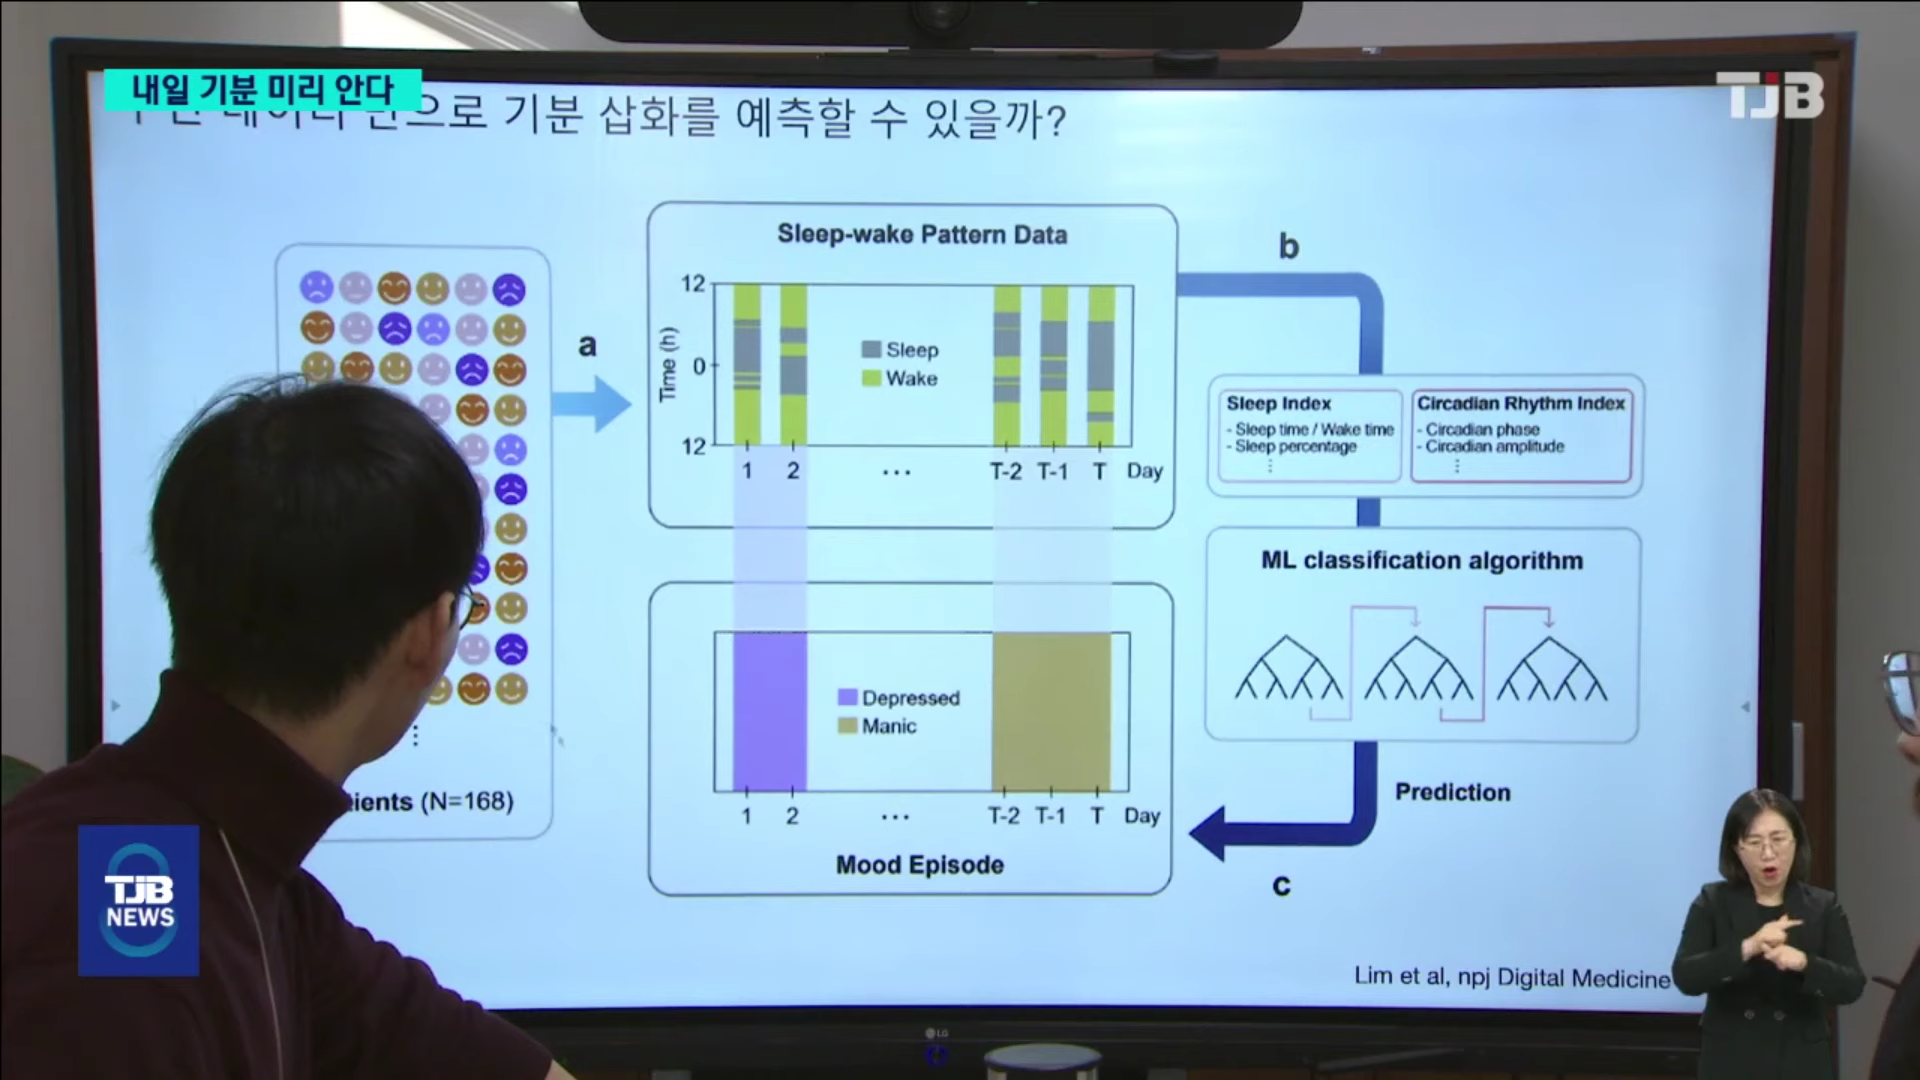 내일 기분 미리 안다
TJB
기분 삽화를 예측할 수 있을까?
Sleep-wake Pattern Data
12
0
12
Time (h)
Sleep
Wake
1 2 ... T-2 T-1 T Day
a
b
Sleep Index
- Sleep time / Wake time
- Sleep percentage
⋮
Circadian Rhythm Index
- Circadian phase
- Circadian amplitude
⋮
ML classification algorithm
Prediction
c
Depressed
Manic
1 2 ... T-2 T-1 T Day
Mood Episode
⋮
ients (N=168)
TJB
NEWS
Lim et al, npj Digital Medicine
LG